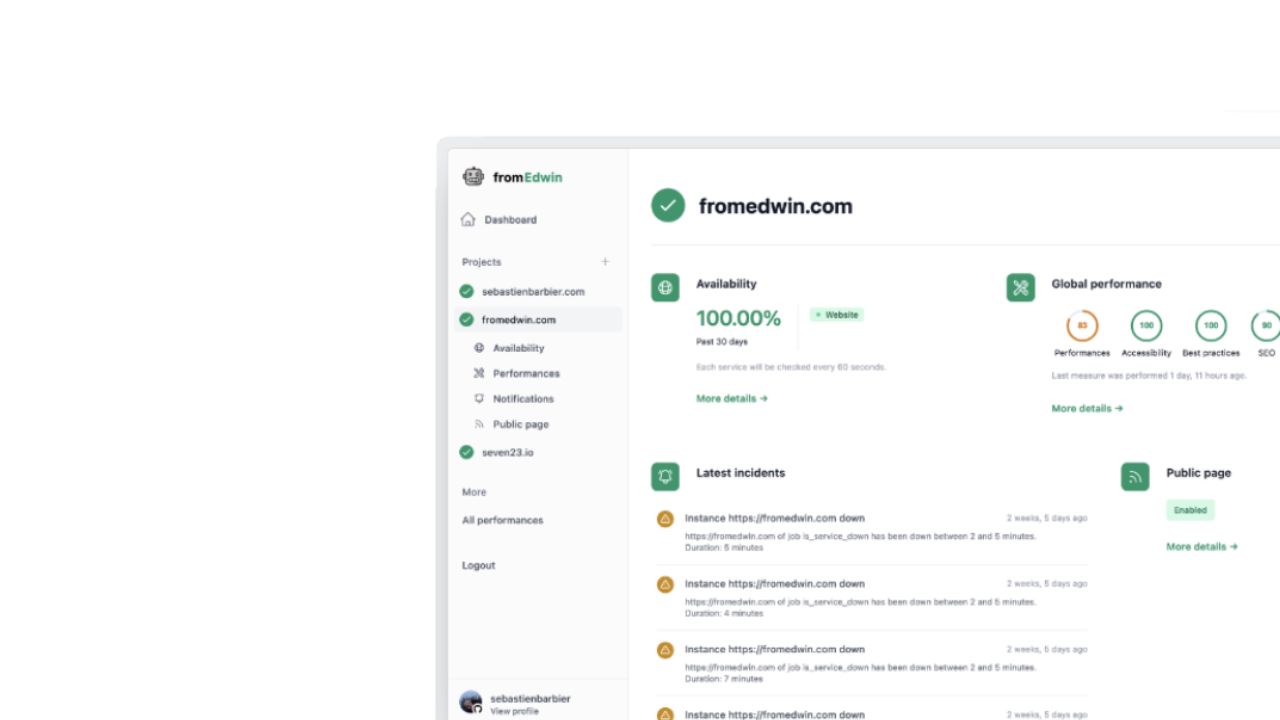 fromEdwin
Dashboard
Projects +
sebastienbarbier.com
fromedwin.com
Availability
Performances
Notifications
Public page
seven23.io
More
All performances
Logout
sebastienbarbier
View profile
fromedwin.com
Availability
100.00%
Past 30 days
Website
Each service will be checked every 60 seconds.
More details →
Global performance
83 100 100 90
Performances Accessibility Best practices SEO
Last measure was performed 1 day, 11 hours ago.
More details →
Latest incidents
Instance https://fromedwin.com down 2 weeks, 5 days ago
https://fromedwin.com of job is_service_down has been down between 2 and 5 minutes.
Duration: 5 minutes
Instance https://fromedwin.com down 2 weeks, 5 days ago
https://fromedwin.com of job is_service_down has been down between 2 and 5 minutes.
Duration: 4 minutes
Instance https://fromedwin.com down 2 weeks, 5 days ago
https://fromedwin.com of job is_service_down has been down between 2 and 5 minutes.
Duration: 7 minutes
Instance https://fromedwin.com down 2 weeks, 5 days ago
Public page
Enabled
More details →